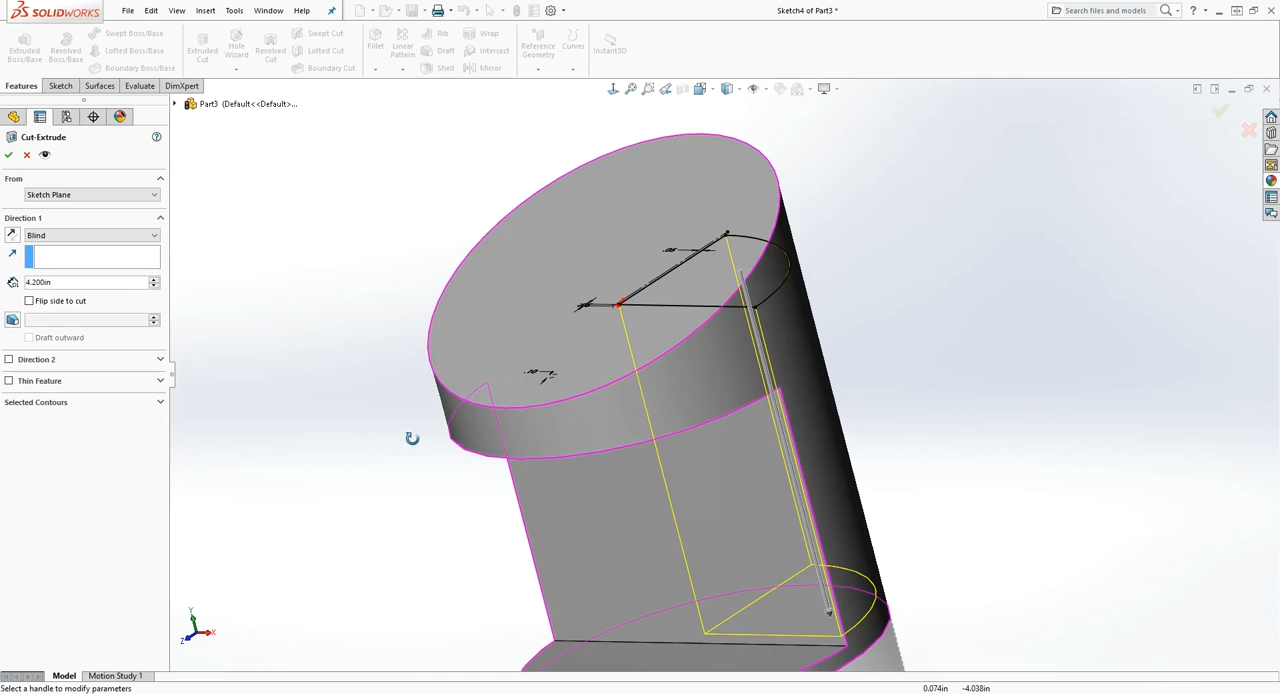 SOLIDWORKS File Edit View Insert Tools Window Help Sketch4 of Part3 * Search files and models
Extruded Boss/Base Revolved Boss/Base Swept Boss/Base Lofted Boss/Base Boundary Boss/Base Extruded Cut Hole Wizard Revolved Cut Swept Cut Lofted Cut Boundary Cut Fillet Linear Pattern Rib Draft Shell Wrap Intersect Mirror Reference Geometry Curves Instant3D
Features Sketch Surfaces Evaluate DimXpert
Part3 (Default<<Default>...
Cut-Extrude
From
Sketch Plane
Direction 1
Blind
4.200in
Flip side to cut
Draft outward
Direction 2
Thin Feature
Selected Contours
.05
.10
Y
Z X
Model Motion Study 1
Select a handle to modify parameters 0.074in -4.038in